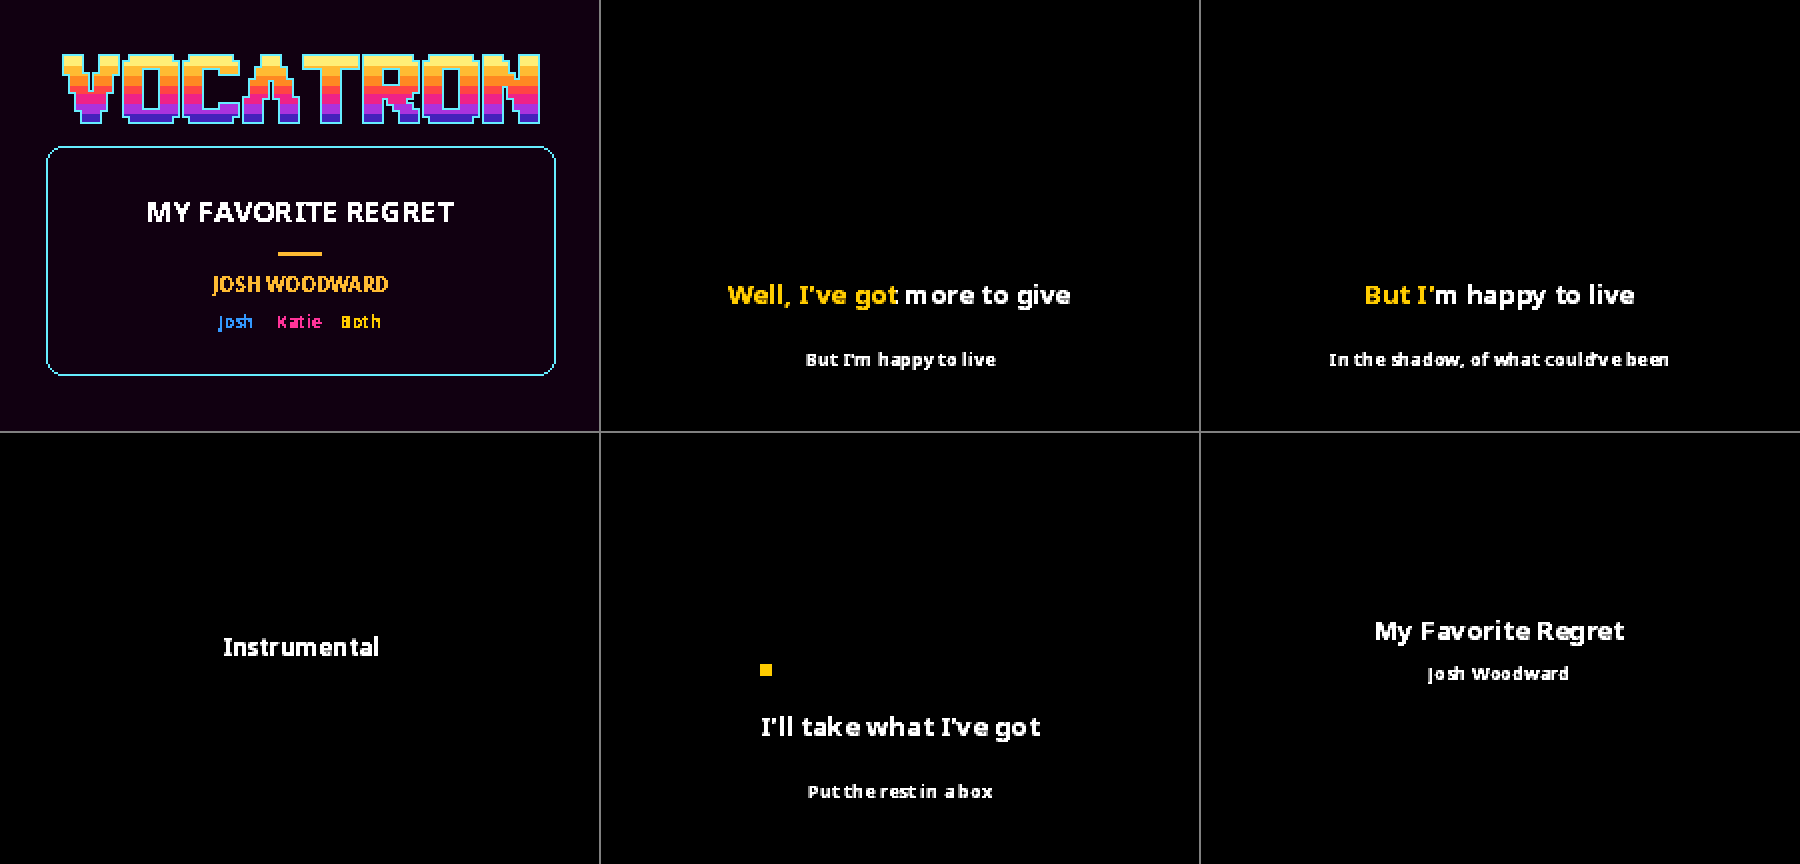 VOCATRON
MY FAVORITE REGRET
JOSH WOODWARD
Josh Katie Both
Well, I've got more to give
But I'm happy to live
But I'm happy to live
In the shadow, of what could've been
Instrumental
I'll take what I've got
Put the rest in a box
My Favorite Regret
Josh Woodward